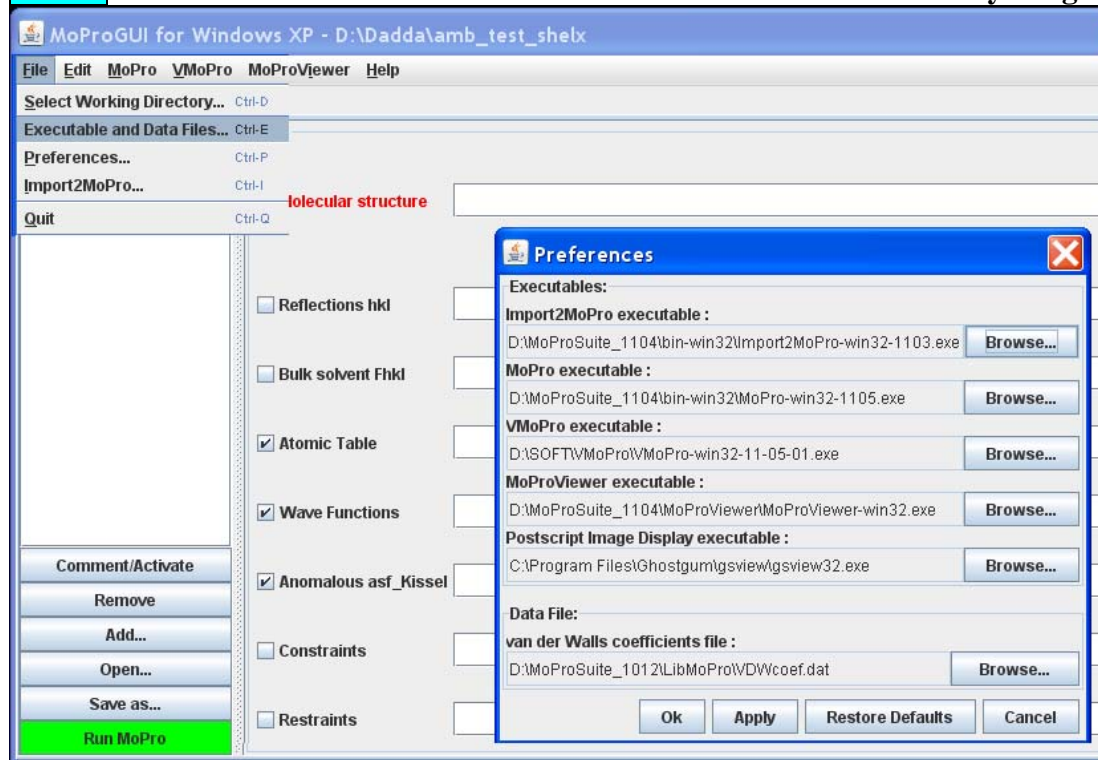 MoProGUI for Windows XP - D:\Dadda\amb_test_shelx
File Edit MoPro VMoPro MoProViewer Help
Select Working Directory... Ctrl-D
Executable and Data Files... Ctrl-E
Preferences... Ctrl-P
Import2MoPro... Ctrl-I
Quit Ctrl-Q
olecular structure
Preferences
Executables:
Import2MoPro executable :
D:\MoProSuite_1104\bin-win32\Import2MoPro-win32-1103.exe Browse...
Reflections hkl
MoPro executable :
D:\MoProSuite_1104\bin-win32\MoPro-win32-1105.exe Browse...
Bulk solvent Fhkl
VMoPro executable :
D:\SOFT\VMoPro\VMoPro-win32-11-05-01.exe Browse...
Atomic Table
MoProViewer executable :
D:\MoProSuite_1104\MoProViewer\MoProViewer-win32.exe Browse...
Wave Functions
Postscript Image Display executable :
C:\Program Files\Ghostgum\gsview\gsview32.exe Browse...
Anomalous asf_Kissel
Data File:
van der Walls coefficients file :
D:\MoProSuite_1012\LibMoPro\VDWcoef.dat Browse...
Constraints
Restraints
Ok Apply Restore Defaults Cancel
Comment/Activate
Remove
Add...
Open...
Save as...
Run MoPro